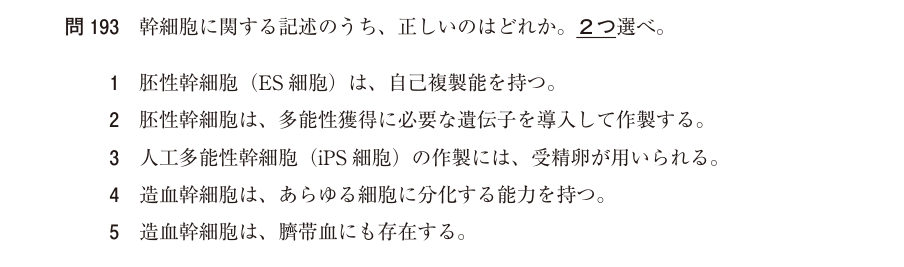 問 193 幹細胞に関する記述のうち、正しいのはどれか。２つ選べ。
1 胚性幹細胞（ES 細胞）は、自己複製能を持つ。
2 胚性幹細胞は、多能性獲得に必要な遺伝子を導入して作製する。
3 人工多能性幹細胞（iPS 細胞）の作製には、受精卵が用いられる。
4 造血幹細胞は、あらゆる細胞に分化する能力を持つ。
5 造血幹細胞は、臍帯血にも存在する。